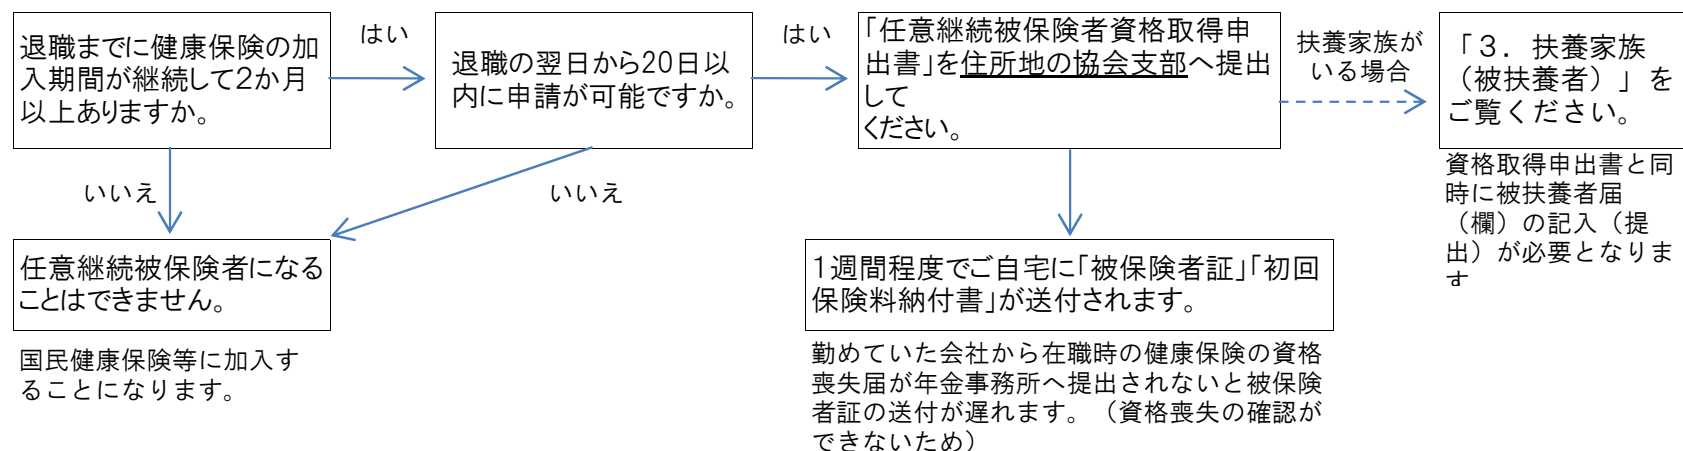 退職までに健康保険の加
入期間が継続して2か月
以上ありますか。
はい
退職の翌日から20日以
内に申請が可能ですか。
はい
「任意継続被保険者資格取得申
出書」を住所地の協会支部へ提出
して
ください。
扶養家族が
いる場合
「３．扶養家族
（被扶養者）」を
ご覧ください。
資格取得申出書と同
時に被扶養者届
（欄）の記入（提
出）が必要となりま
す
いいえ
いいえ
任意継続被保険者になる
ことはできません。
国民健康保険等に加入す
ることになります。
1週間程度でご自宅に「被保険者証」「初回
保険料納付書」が送付されます。
勤めていた会社から在職時の健康保険の資格
喪失届が年金事務所へ提出されないと被保険
者証の送付が遅れます。（資格喪失の確認が
できないため）